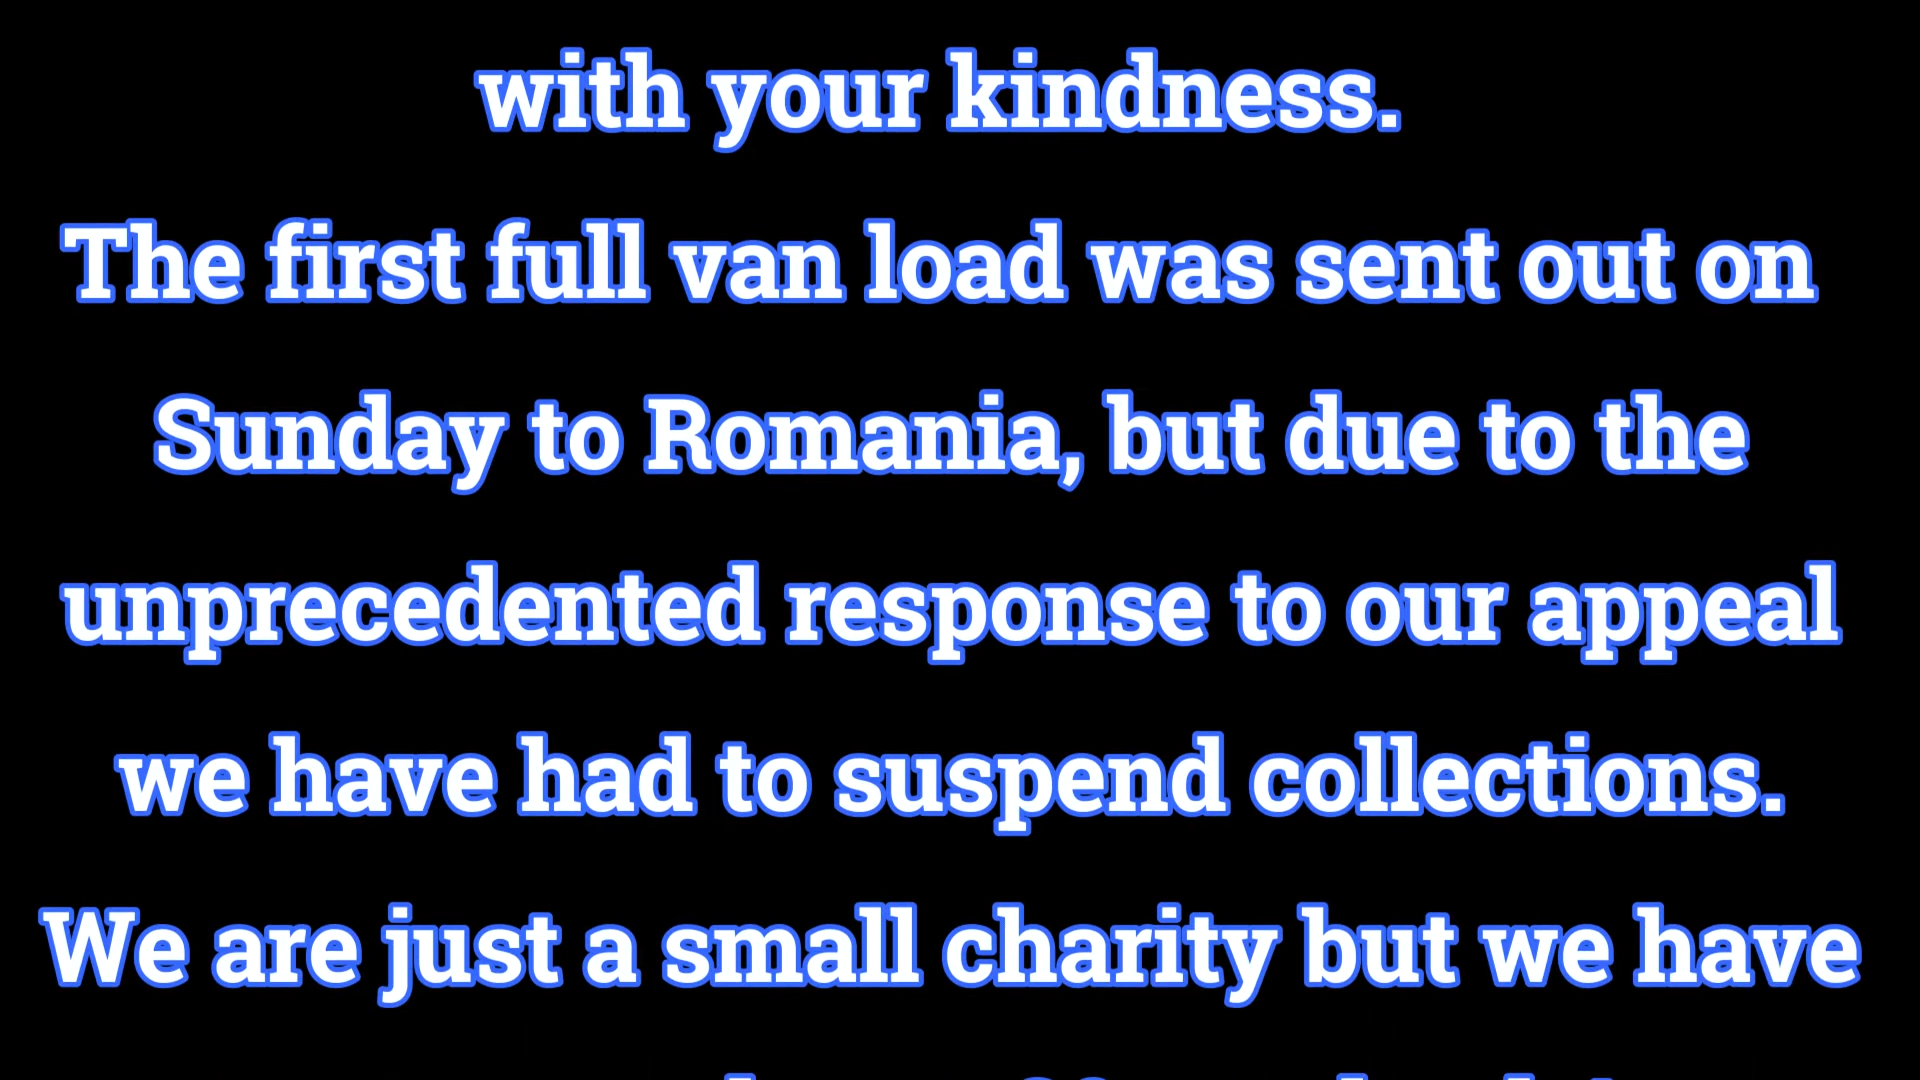 with your kindness.
The first full van load was sent out on
Sunday to Romania, but due to the
unprecedented response to our appeal
we have had to suspend collections.
We are just a small charity but we have